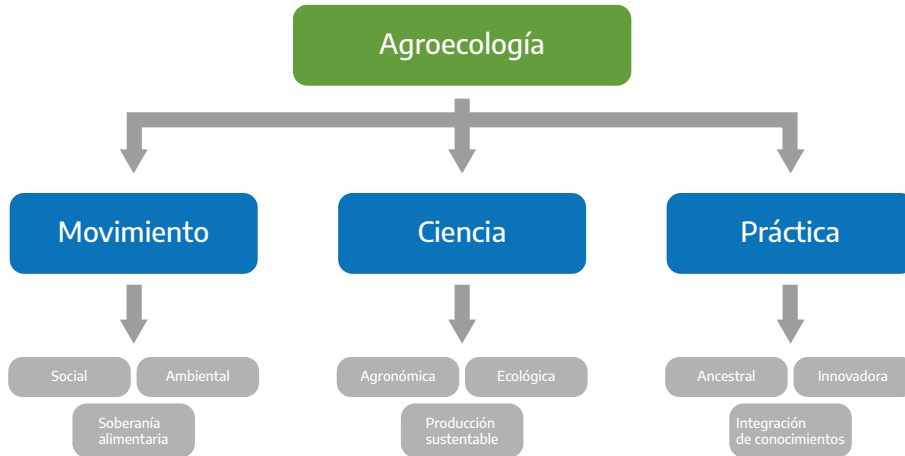 Agroecología
Movimiento
Ciencia
Práctica
Social
Ambiental
Agronómica
Ecológica
Ancestral
Innovadora
Soberanía
alimentaria
Producción
sustentable
Integración
de conocimientos